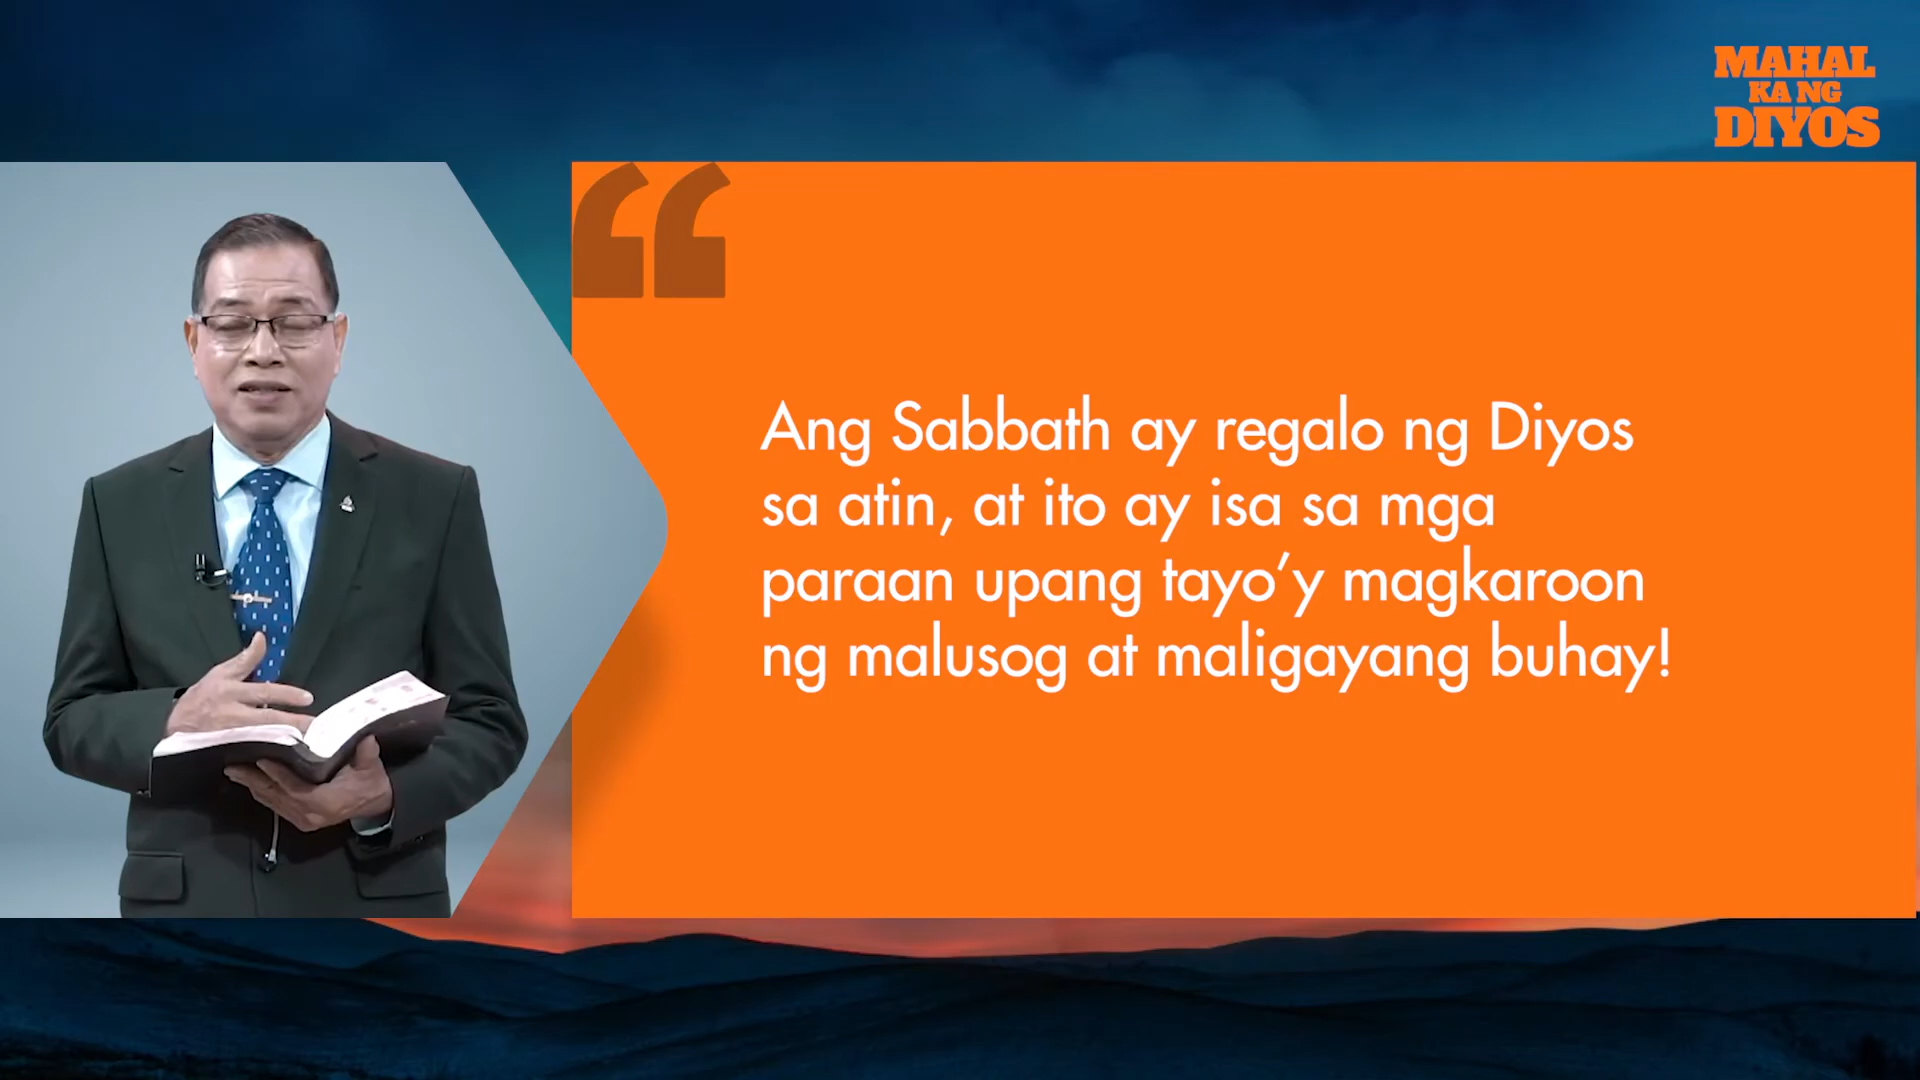 MAHAL
KA NG
DIYOS
“
Ang Sabbath ay regalo ng Diyos
sa atin, at ito ay isa sa mga
paraan upang tayo’y magkaroon
ng malusog at maligayang buhay!